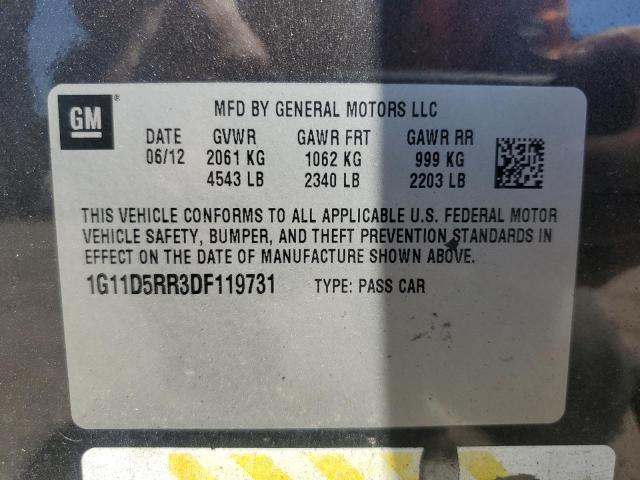 GM®
MFD BY GENERAL MOTORS LLC
DATE GVWR GAWR FRT GAWR RR
06/12 2061 KG 1062 KG 999 KG
4543 LB 2340 LB 2203 LB
THIS VEHICLE CONFORMS TO ALL APPLICABLE U.S. FEDERAL MOTOR
VEHICLE SAFETY, BUMPER, AND THEFT PREVENTION STANDARDS IN
EFFECT ON THE DATE OF MANUFACTURE SHOWN ABOVE.
1G11D5RR3DF119731 TYPE: PASS CAR